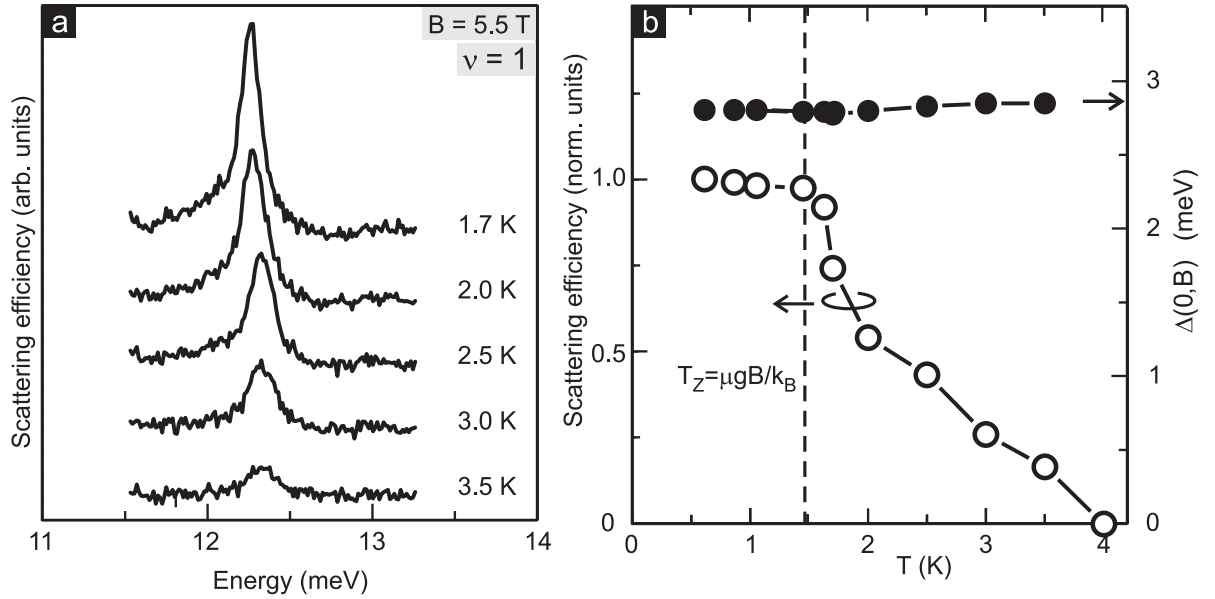 a
B = 5.5 T
ν = 1
Scattering efficiency (arb. units)
1.7 K
2.0 K
2.5 K
3.0 K
3.5 K
11 12 13 14
Energy (meV)
b
Scattering efficiency (norm. units)
1.0
0.5
0
T_Z=μgB/k_B
3
2
1
0
Δ(0,B) (meV)
0 1 2 3 4
T (K)